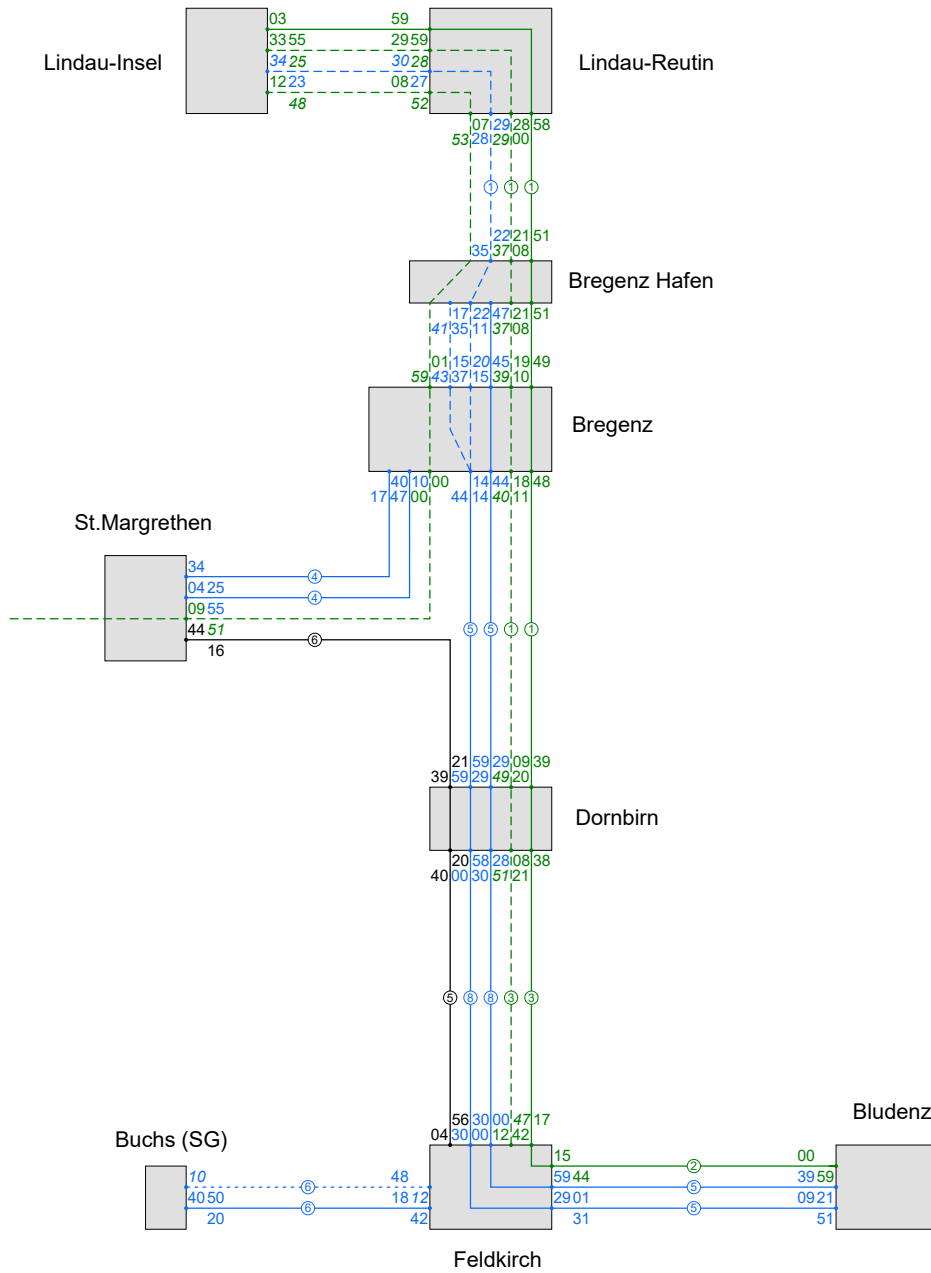 03 59
33 55 29 59
Lindau-Insel Lindau-Reutin
34 25 30 28
12 23 08 27
48 52
07 29 28 58
53 28 29 00
1 1 1
22 21 51
35 37 08
Bregenz Hafen
17 22 47 21 51
41 35 11 37 08
01 15 20 45 19 49
59 43 37 15 39 10
Bregenz
40 10 00 14 44 18 48
17 47 00 44 14 40 11
St.Margrethen
34
4
04 25
4
09 55
44 51
6
16
5 5 1 1
21 59 29 09 39
39 59 29 49 20
Dornbirn
20 58 28 08 38
40 00 30 51 21
5 8 8 3 3
56 30 00 47 17
04 30 00 12 42
Bludenz
Buchs (SG)
15 00
2
10 48 59 44 39 59
6 5
40 50 18 12 29 01 09 21
6 5
20 42 31 51
Feldkirch